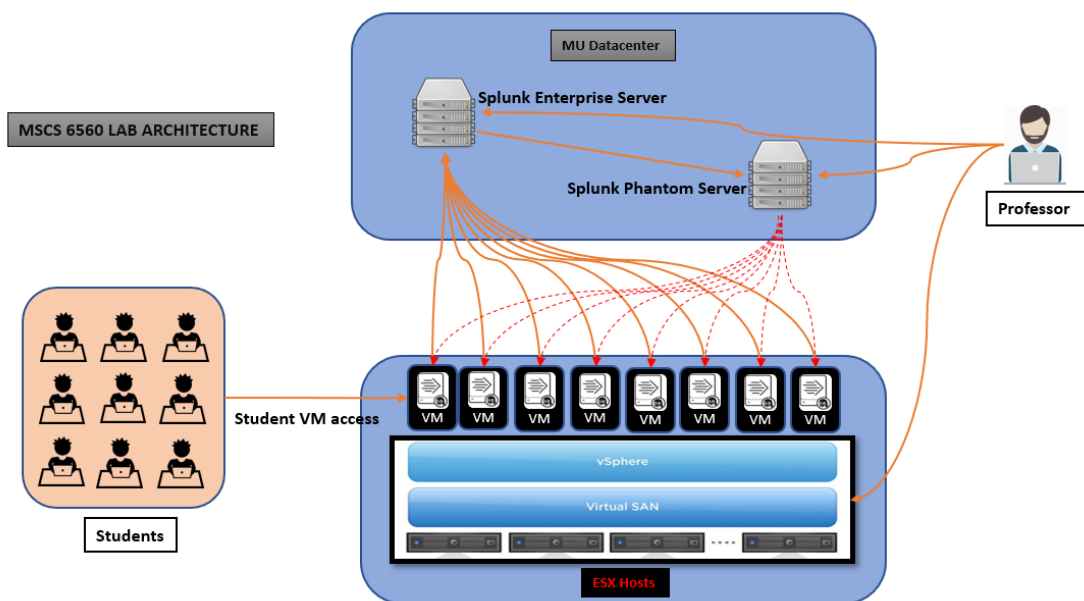 MU Datacenter
Splunk Enterprise Server
MSCS 6560 LAB ARCHITECTURE
Splunk Phantom Server
Professor
VM
VM
VM
VM
VM
VM
VM
VM
Student VM access
vSphere
Virtual SAN
Students
ESX Hosts